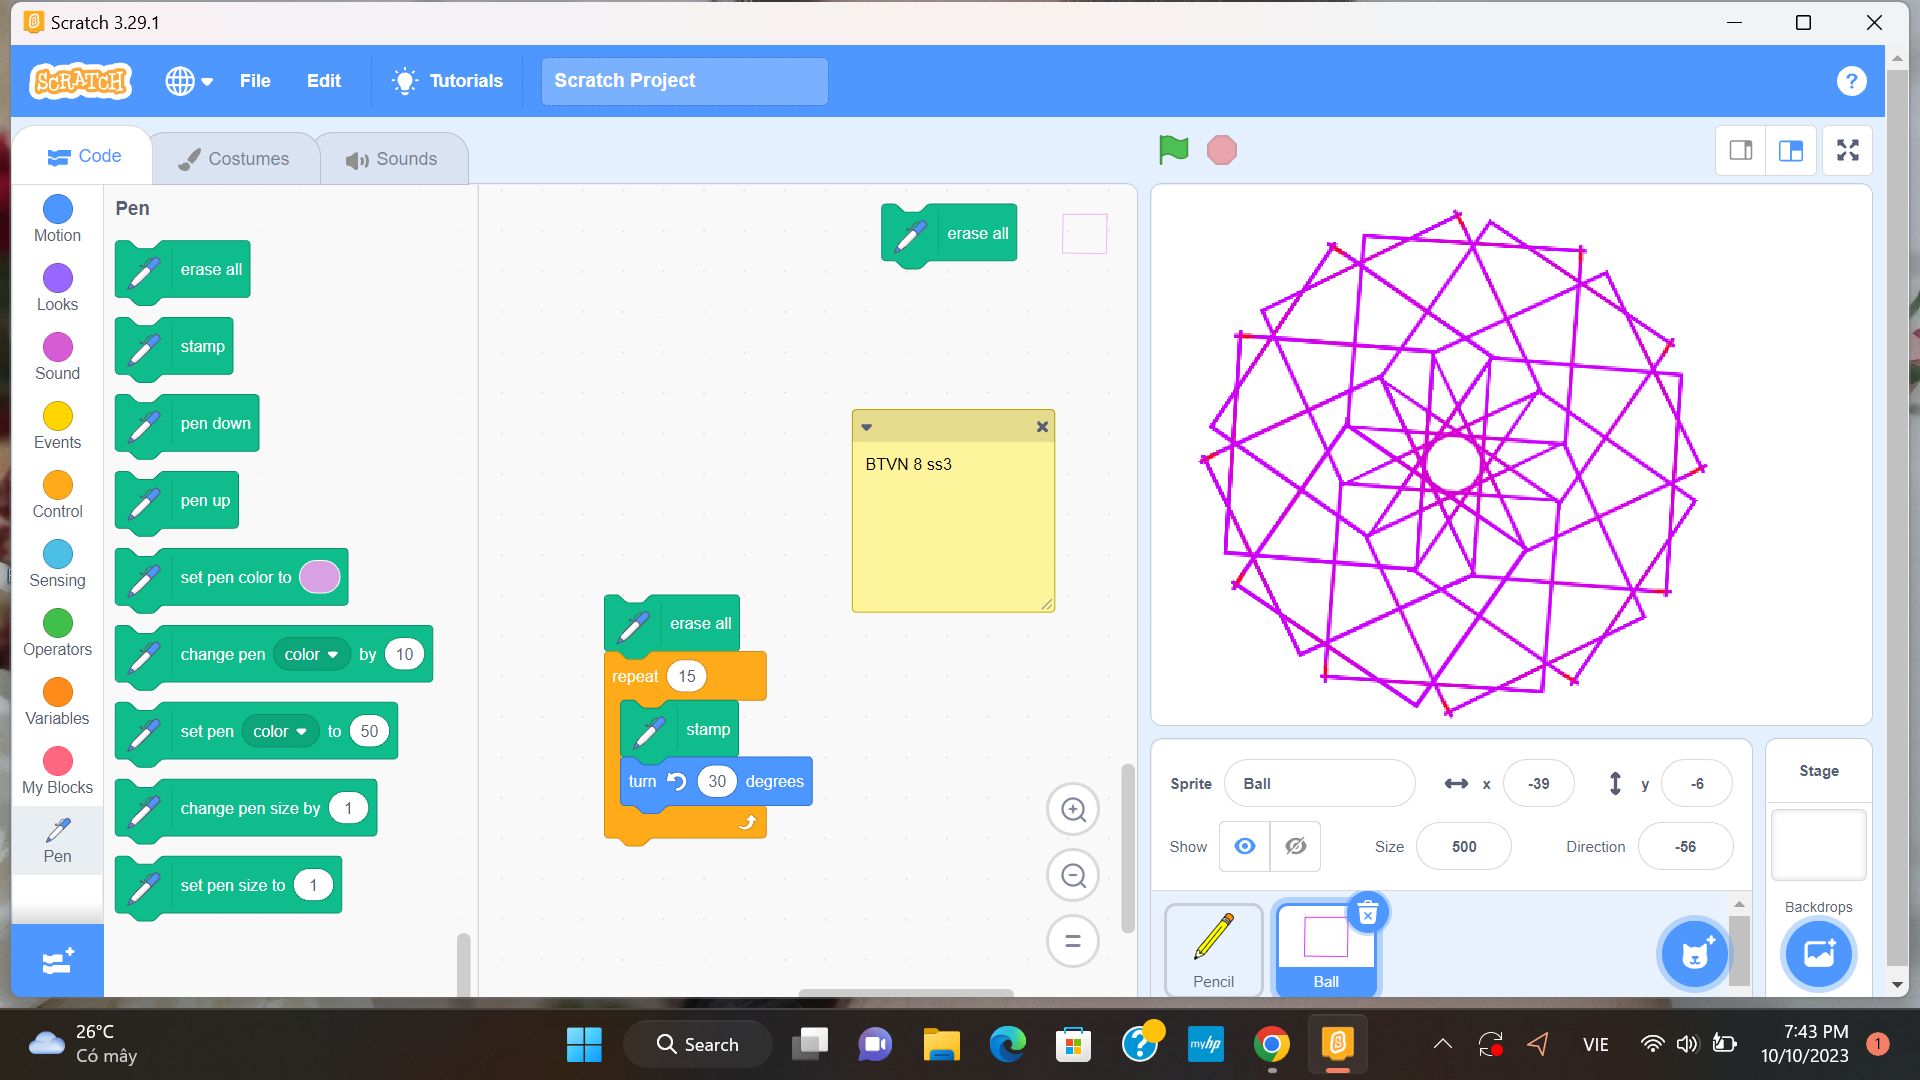 Scratch 3.29.1
SCRATCH
File
Edit
Tutorials
Scratch Project
?
Code
Costumes
Sounds
Motion
Looks
Sound
Events
Control
Sensing
Operators
Variables
My Blocks
Pen
Pen
erase all
stamp
pen down
pen up
set pen color to
change pen color by 10
set pen color to 50
change pen size by 1
set pen size to 1
erase all
BTVN 8 ss3
erase all
repeat 15
stamp
turn 30 degrees
Sprite Ball x -39 y -6
Show Size 500 Direction -56
Pencil
Ball
Stage
Backdrops
26°C
Có mây
Search
myhp
VIE
7:43 PM
10/10/2023
1